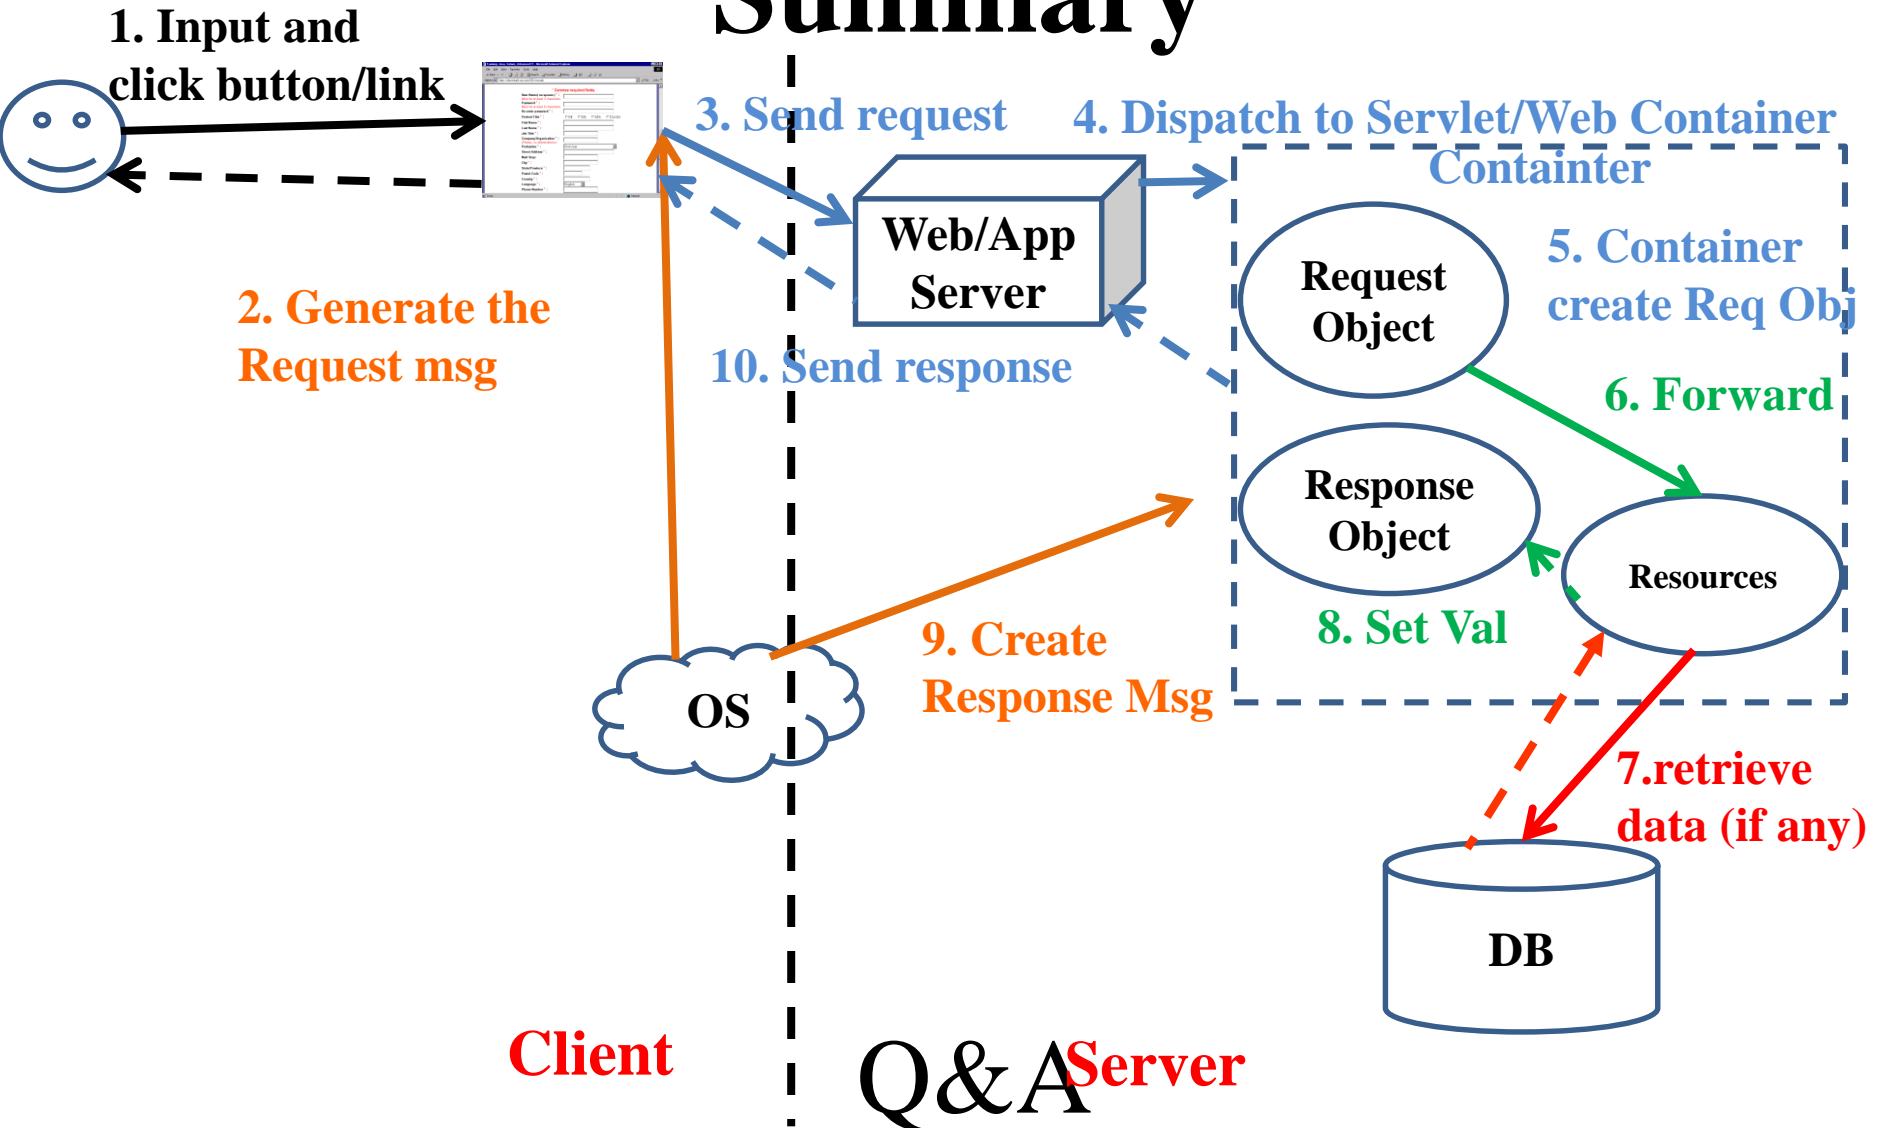 Summary
1. Input and
click button/link
3. Send request
4. Dispatch to Servlet/Web Container
Containter
Web/App
Server
Request
Object
5. Container
create Req Obj
2. Generate the
Request msg
10. Send response
6. Forward
Response
Object
Resources
8. Set Val
9. Create
Response Msg
OS
7.retrieve
data (if any)
DB
Client
Q&A
Server